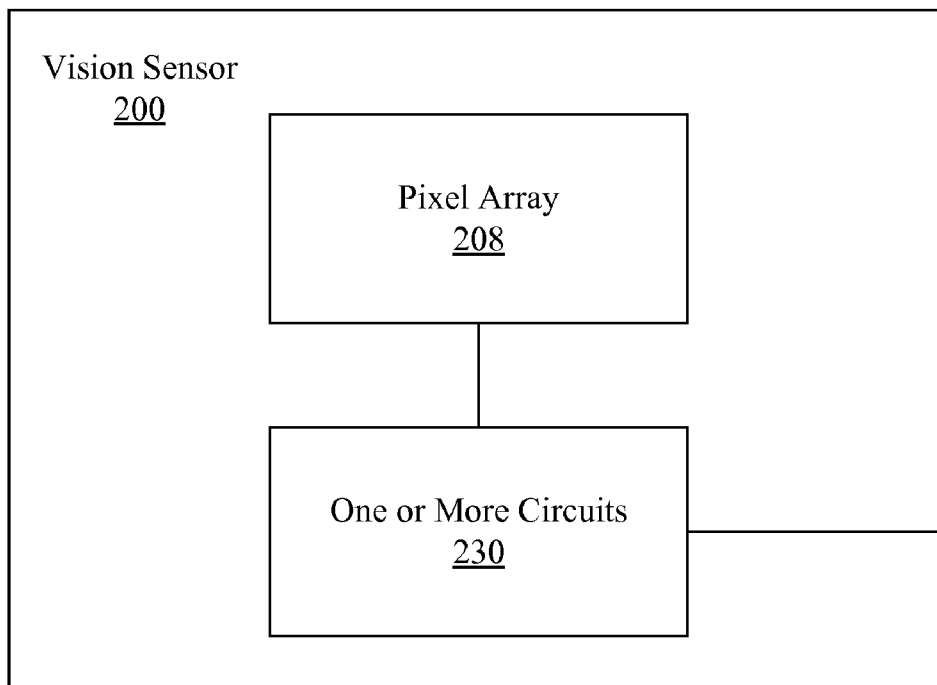 Vision Sensor
200
Pixel Array
208
One or More Circuits
230